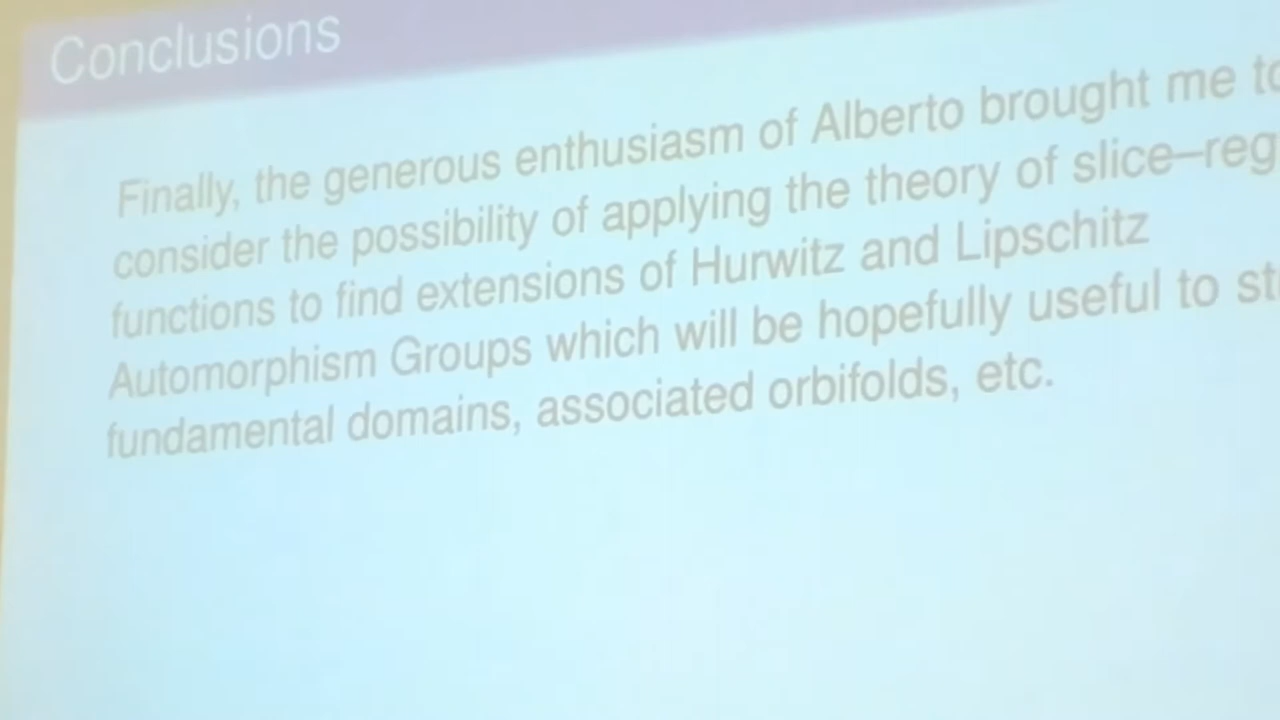 Conclusions
Finally, the generous enthusiasm of Alberto brought me to
consider the possibility of applying the theory of slice–reg
functions to find extensions of Hurwitz and Lipschitz
Automorphism Groups which will be hopefully useful to st
fundamental domains, associated orbifolds, etc.